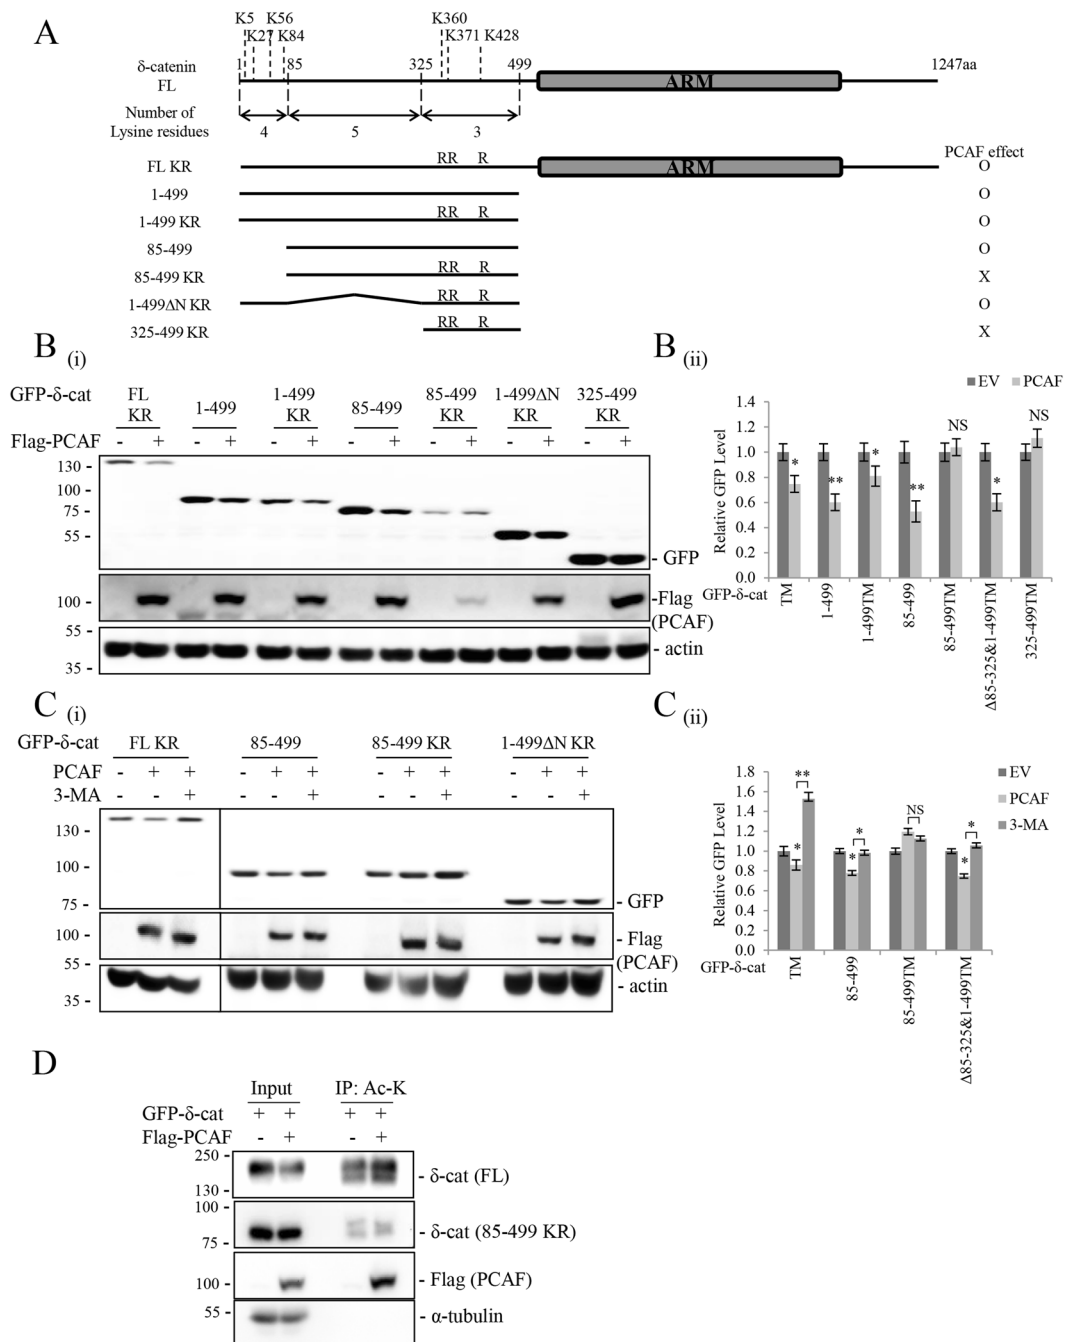 A
K5 K56 K360
K27 K84 K371 K428
δ-catenin FL
1 85 325 499 1247aa
ARM
Number of
Lysine residues
4 5 3
PCAF effect
FL KR RR R ARM O
1-499 O
1-499 KR RR R O
85-499 O
85-499 KR RR R X
1-499ΔN KR RR R O
325-499 KR RR R X
B (i)
GFP-δ-cat FL KR 1-499 1-499 KR 85-499 85-499 KR 1-499ΔN KR 325-499 KR
Flag-PCAF - + - + - + - + - + - + - +
130 -
100 -
75 -
55 -
- GFP
100 -
-Flag
(PCAF)
55 -
- actin
35 -
B (ii)
EV PCAF
NS NS
* ** * ** *
Relative GFP Level
1.4
1.2
1.0
0.8
0.6
0.4
0.2
0.0
GFP-δ-cat
TM
1-499
1-499TM
85-499
85-499TM
Δ85-325&1-499TM
325-499TM
C (i)
GFP-δ-cat FL KR 85-499 85-499 KR 1-499ΔN KR
PCAF - + + - + + - + + - + +
3-MA - - + - - + - - + - - +
130 -
100 -
75 -
- GFP
100 -
- Flag
(PCAF)
55 -
- actin
35 -
C (ii)
EV
PCAF
3-MA
** * * * NS * *
Relative GFP Level
1.8
1.6
1.4
1.2
1.0
0.8
0.6
0.4
0.2
0.0
GFP-δ-cat
TM
85-499
85-499TM
Δ85-325&1-499TM
D
Input IP: Ac-K
GFP-δ-cat + + + +
Flag-PCAF - + - +
250 -
- δ-cat (FL)
130 -
100 -
- δ-cat (85-499 KR)
75 -
100 -
- Flag (PCAF)
55 -
- α-tubulin